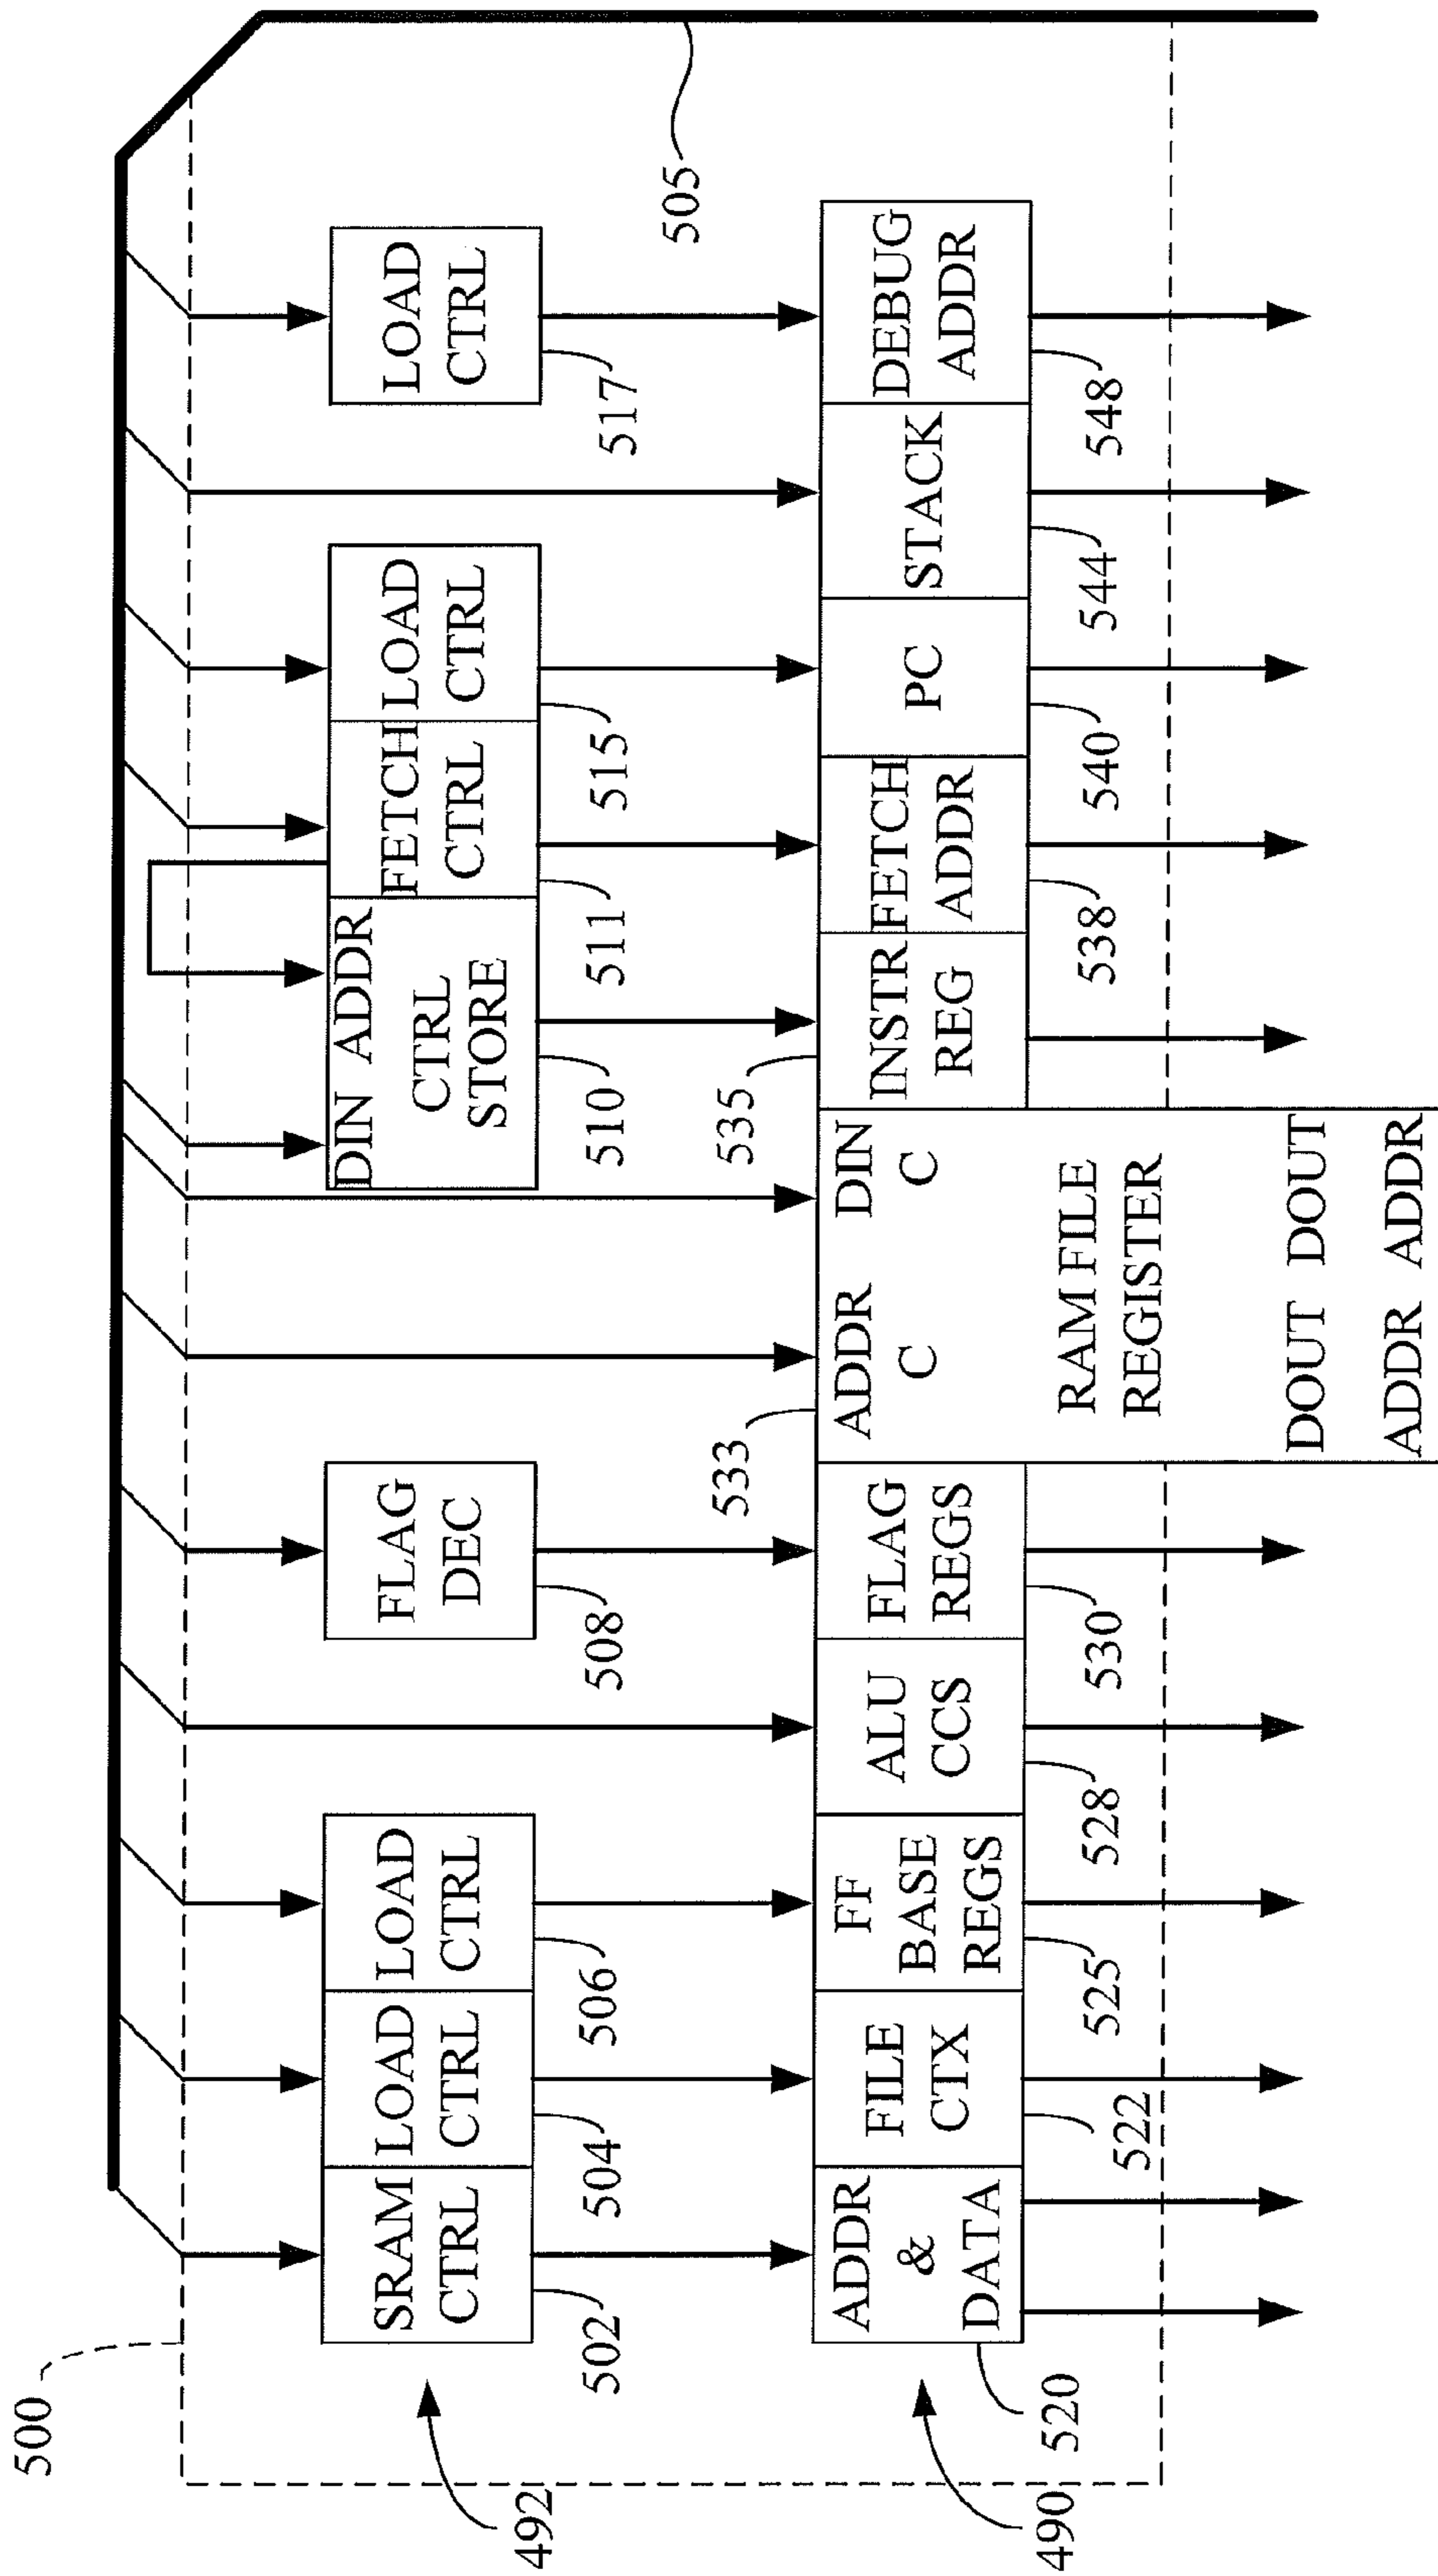 500
492
SRAM
CTRL
LOAD
CTRL
LOAD
CTRL
FLAG
DEC
DIN ADDR
CTRL
STORE
FETCH
CTRL
LOAD
CTRL
LOAD
CTRL
502
504
506
508
510
511
515
517
505
490
533
535
ADDR
&
DATA
FILE
CTX
FF
BASE
REGS
ALU
CCS
FLAG
REGS
ADDR DIN
C C
RAMFILE
REGISTER
DOUT DOUT
ADDR ADDR
INSTR
REG
FETCH
ADDR
PC
STACK
DEBUG
ADDR
520
522
525
528
530
538
540
544
548